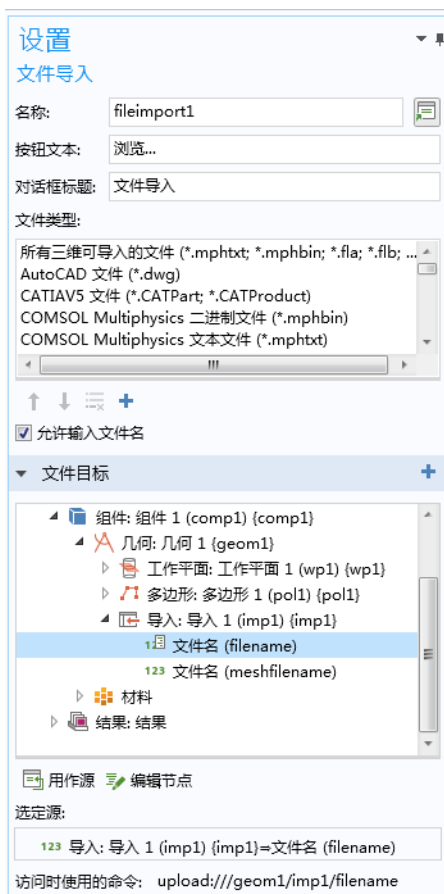 设置
文件导入
名称: fileimport1
按钮文本: 浏览...
对话框标题: 文件导入
文件类型:
所有三维可导入的文件 (*.mphtxt; *.mphbin; *.fla; *.flb; ...
AutoCAD 文件 (*.dwg)
CATIAV5 文件 (*.CATPart; *.CATProduct)
COMSOL Multiphysics 二进制文件 (*.mphbin)
COMSOL Multiphysics 文本文件 (*.mphtxt)
允许输入文件名
文件目标
组件: 组件 1 (comp1) {comp1}
几何: 几何 1 {geom1}
工作平面: 工作平面 1 (wp1) {wp1}
多边形: 多边形 1 (pol1) {pol1}
导入: 导入 1 (imp1) {imp1}
文件名 (filename)
123 文件名 (meshfilename)
材料
结果: 结果
用作源 编辑节点
选定源:
123 导入: 导入 1 (imp1) {imp1}⇒文件名 (filename)
访问时使用的命令: upload:///geom1/imp1/filename